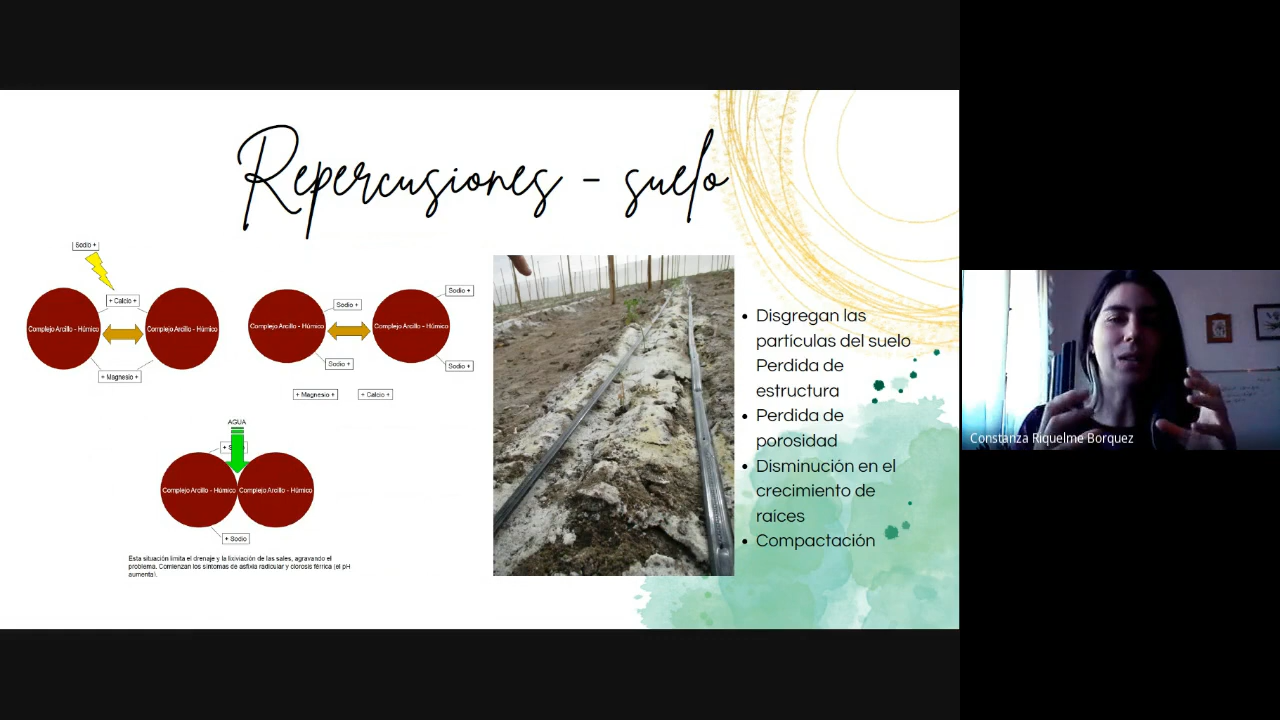 Repercusiones - suelo
Sodio +
+ Calcio +
Complejo Arcillo - Húmico
Complejo Arcillo - Húmico
+ Magnesio +
Sodio +
Sodio +
Complejo Arcillo - Húmico
Complejo Arcillo - Húmico
Sodio +
Sodio +
+ Magnesio +
+ Calcio +
AGUA
Complejo Arcillo - Húmico
Complejo Arcillo - Húmico
+ Sodio
Esta situación limita el drenaje y la lixiviación de las sales, agravando el
problema. Comienzan los síntomas de asfixia radicular y clorosis férrica (el pH
aumenta).
• Disgregan las
particulas del suelo
Perdida de
estructura
• Perdida de
porosidad
• Disminución en el
crecimiento de
raíces
• Compactación
Constanza Riquelme Borquez